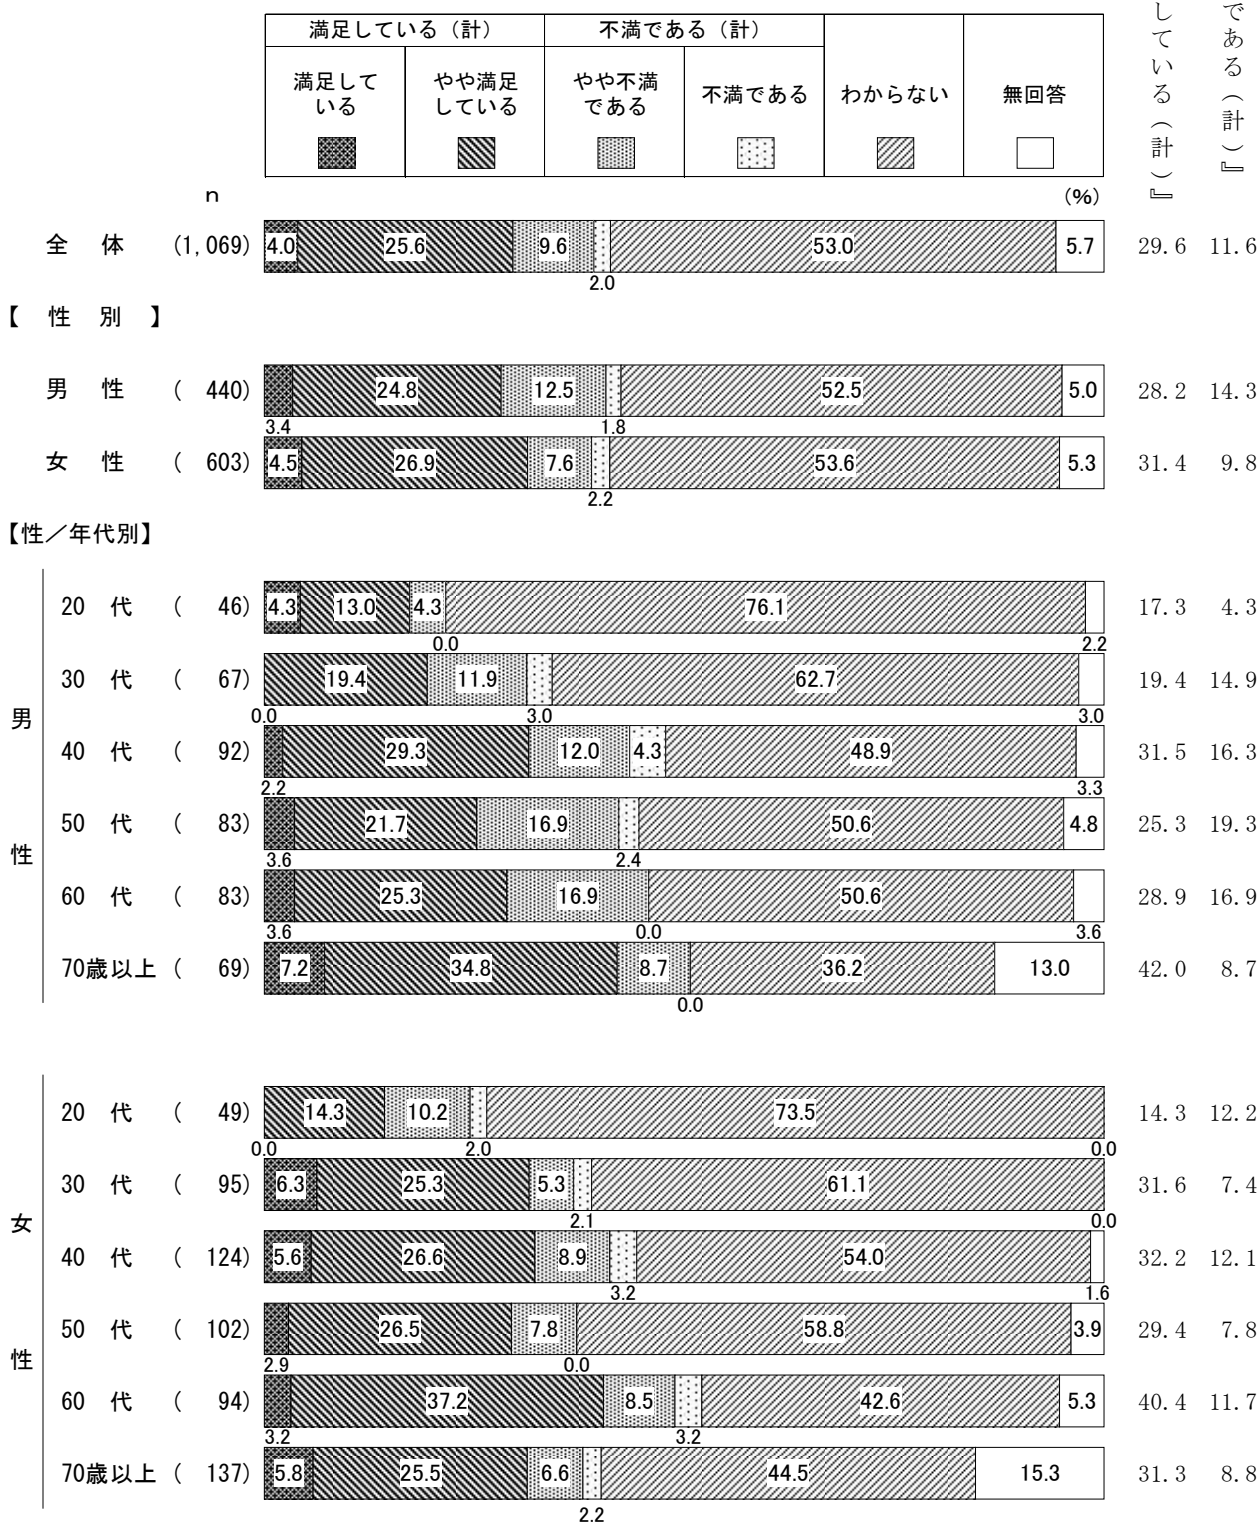 満足している（計） 不満である（計）
満足して
いる
やや満足
している
やや不満
である
不満である
わからない
無回答
している（計）』
である（計）』
n (%)
全 体 (1,069) 4.0 25.6 9.6 2.0 53.0 5.7 29.6 11.6
【 性 別 】
男 性 ( 440) 3.4 24.8 12.5 1.8 52.5 5.0 28.2 14.3
女 性 ( 603) 4.5 26.9 7.6 2.2 53.6 5.3 31.4 9.8
【性／年代別】
男性
20 代 ( 46) 4.3 13.0 4.3 0.0 76.1 2.2 17.3 4.3
30 代 ( 67) 0.0 19.4 11.9 3.0 62.7 3.0 19.4 14.9
40 代 ( 92) 2.2 29.3 12.0 4.3 48.9 3.3 31.5 16.3
50 代 ( 83) 3.6 21.7 16.9 2.4 50.6 4.8 25.3 19.3
60 代 ( 83) 3.6 25.3 16.9 0.0 50.6 3.6 28.9 16.9
70歳以上 ( 69) 7.2 34.8 8.7 0.0 36.2 13.0 42.0 8.7
女性
20 代 ( 49) 0.0 14.3 10.2 2.0 73.5 0.0 14.3 12.2
30 代 ( 95) 6.3 25.3 5.3 2.1 61.1 0.0 31.6 7.4
40 代 ( 124) 5.6 26.6 8.9 3.2 54.0 1.6 32.2 12.1
50 代 ( 102) 2.9 26.5 7.8 0.0 58.8 3.9 29.4 7.8
60 代 ( 94) 3.2 37.2 8.5 3.2 42.6 5.3 40.4 11.7
70歳以上 ( 137) 5.8 25.5 6.6 2.2 44.5 15.3 31.3 8.8